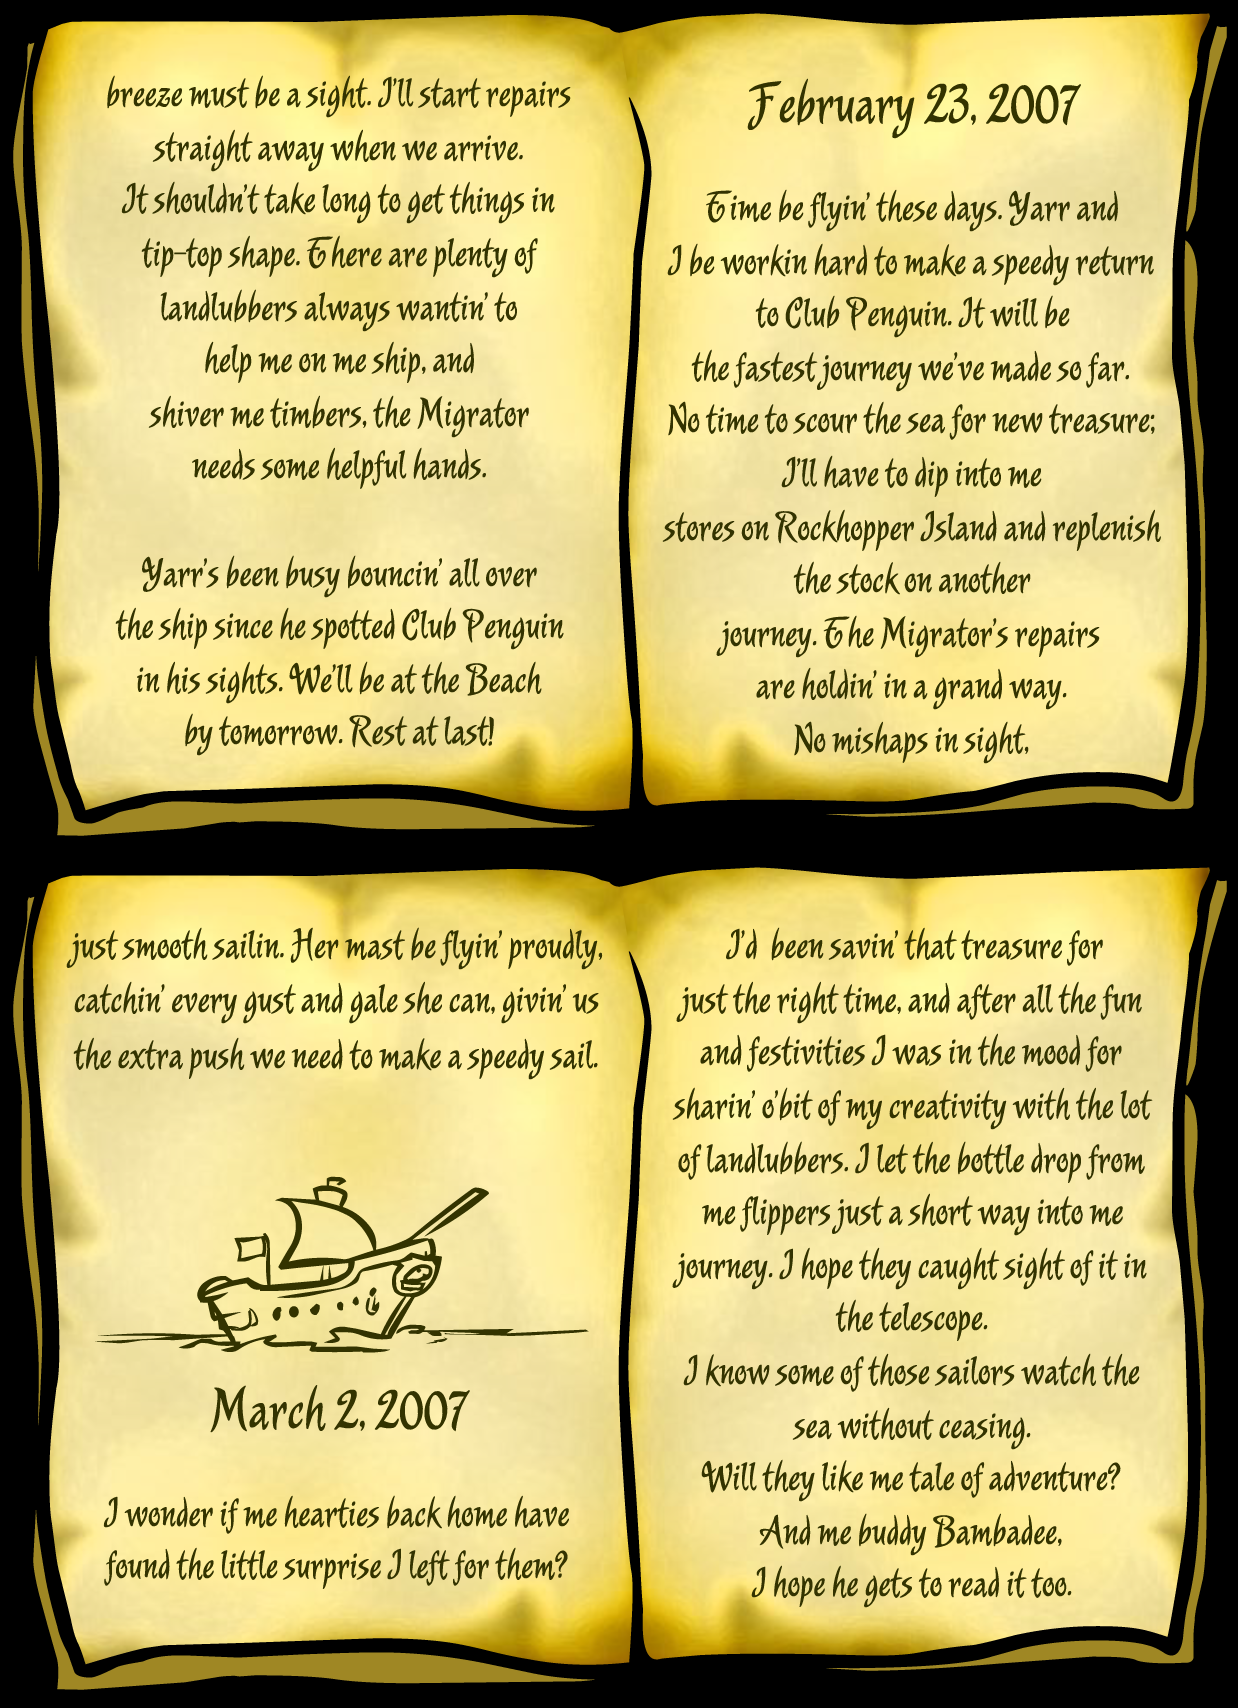 breeze must be a sight. I'll start repairs
straight away when we arrive.
It shouldn't take long to get things in
tip-top shape. There are plenty of
landlubbers always wantin' to
help me on me ship, and
shiver me timbers, the Migrator
needs some helpful hands.
Yarr's been busy bouncin' all over
the ship since he spotted Club Penguin
in his sights. We'll be at the Beach
by tomorrow. Rest at last!
February 23, 2007
Time be flyin' these days. Yarr and
I be workin hard to make a speedy return
to Club Penguin. It will be
the fastest journey we've made so far.
No time to scour the sea for new treasure;
I'll have to dip into me
stores on Rockhopper Island and replenish
the stock on another
journey. The Migrator's repairs
are holdin' in a grand way.
No mishaps in sight,
just smooth sailin. Her mast be flyin' proudly,
catchin' every gust and gale she can, givin' us
the extra push we need to make a speedy sail.
March 2, 2007
I wonder if me hearties back home have
found the little surprise I left for them?
I'd been savin' that treasure for
just the right time, and after all the fun
and festivities I was in the mood for
sharin' o'bit of my creativity with the lot
of landlubbers. I let the bottle drop from
me flippers just a short way into me
journey. I hope they caught sight of it in
the telescope.
I know some of those sailors watch the
sea without ceasing.
Will they like me tale of adventure?
And me buddy Bambadee,
I hope he gets to read it too.